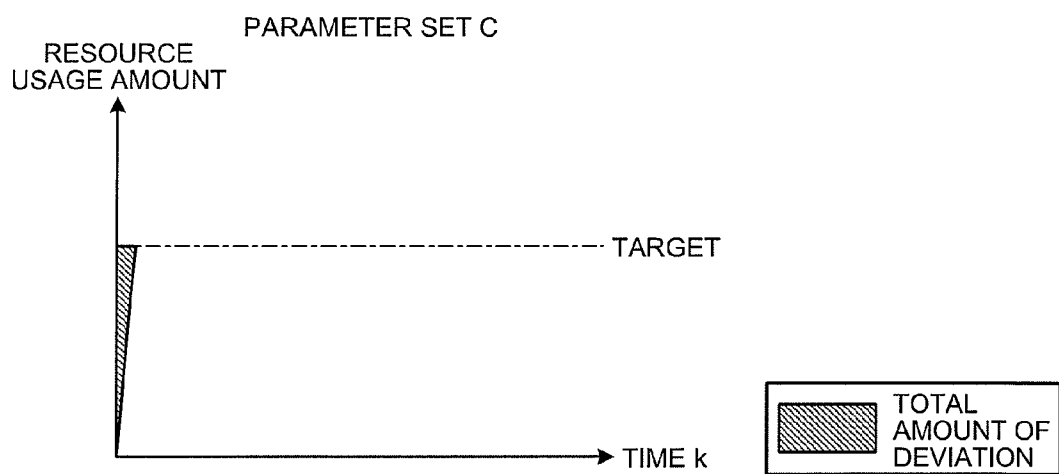 PARAMETER SET C
RESOURCE
USAGE AMOUNT
TARGET
TIME k
TOTAL
AMOUNT OF
DEVIATION